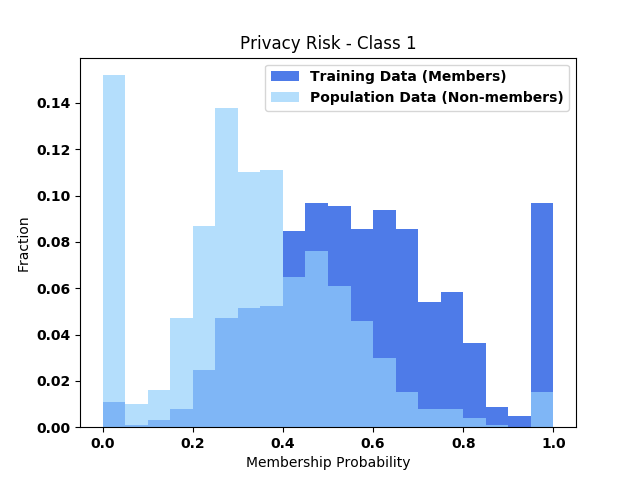 Privacy Risk - Class 1
Training Data (Members)
Population Data (Non-members)
0.14
0.12
0.10
0.08
0.06
0.04
0.02
0.00
Fraction
0.0 0.2 0.4 0.6 0.8 1.0
Membership Probability